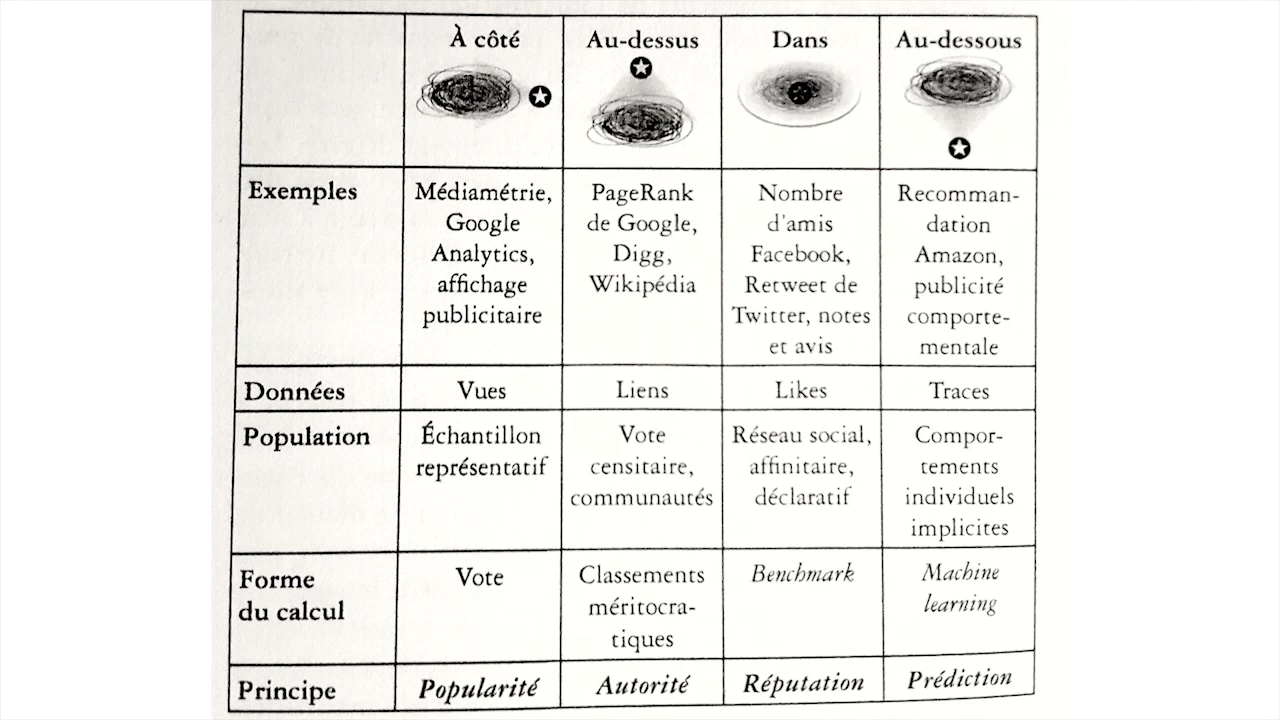 À côté
Au-dessus
Dans
Au-dessous
Exemples
Médiamétrie,
Google
Analytics,
affichage
publicitaire
PageRank
de Google,
Digg,
Wikipédia
Nombre
d'amis
Facebook,
Retweet de
Twitter, notes
et avis
Recomman-
dation
Amazon,
publicité
comporte-
mentale
Données
Vues
Liens
Likes
Traces
Population
Échantillon
représentatif
Vote
censitaire,
communautés
Réseau social,
affinitaire,
déclaratif
Compor-
tements
individuels
implicites
Forme
du calcul
Vote
Classements
méritocra-
tiques
Benchmark
Machine
learning
Principe
Popularité
Autorité
Réputation
Prédiction